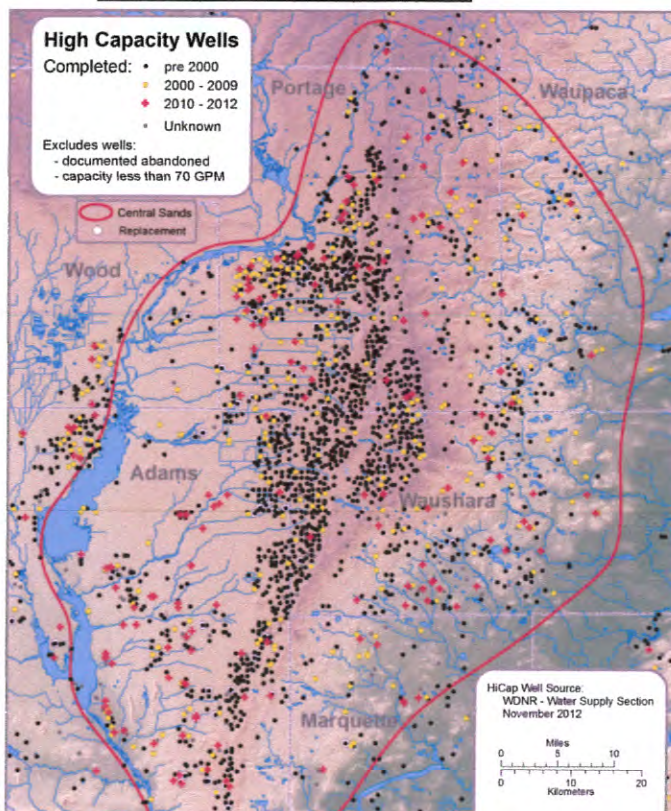 High Capacity Wells
Completed: pre 2000
2000 - 2009
2010 - 2012
Unknown
Excludes wells:
- documented abandoned
- capacity less than 70 GPM
Central Sands
Replacement
Portage
Waupaca
Wood
Adams
Waushara
Marquette
HiCap Well Source:
WDNR - Water Supply Section
November 2012
Miles
0 5 10
0 5 10 20
Kilometers